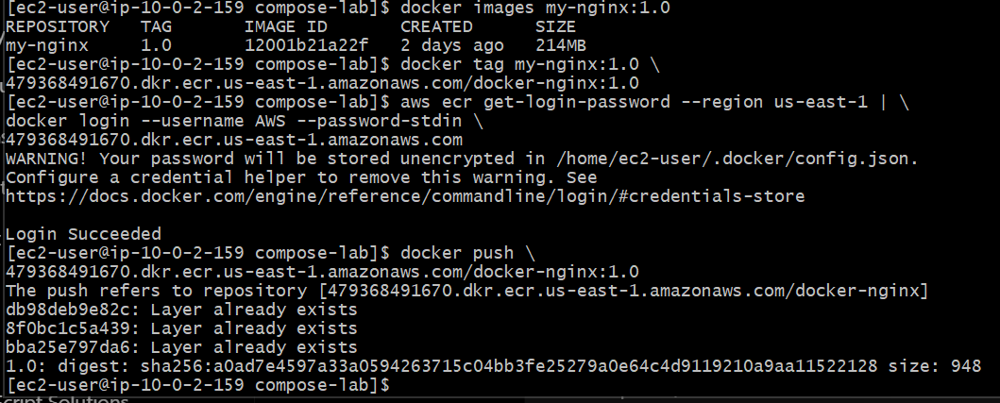 [ec2-user@ip-10-0-2-159 compose-lab]$ docker images my-nginx:1.0
REPOSITORY   TAG       IMAGE ID       CREATED      SIZE
my-nginx     1.0       12001b21a22f   2 days ago   214MB
[ec2-user@ip-10-0-2-159 compose-lab]$ docker tag my-nginx:1.0 \
479368491670.dkr.ecr.us-east-1.amazonaws.com/docker-nginx:1.0
[ec2-user@ip-10-0-2-159 compose-lab]$ aws ecr get-login-password --region us-east-1 | \
docker login --username AWS --password-stdin \
479368491670.dkr.ecr.us-east-1.amazonaws.com
WARNING! Your password will be stored unencrypted in /home/ec2-user/.docker/config.json.
Configure a credential helper to remove this warning. See
https://docs.docker.com/engine/reference/commandline/login/#credentials-store
Login Succeeded
[ec2-user@ip-10-0-2-159 compose-lab]$ docker push \
479368491670.dkr.ecr.us-east-1.amazonaws.com/docker-nginx:1.0
The push refers to repository [479368491670.dkr.ecr.us-east-1.amazonaws.com/docker-nginx]
db98deb9e82c: Layer already exists
8f0bc1c5a439: Layer already exists
bba25e797da6: Layer already exists
1.0: digest: sha256:a0ad7e4597a33a0594263715c04bb3fe25279a0e64c4d9119210a9aa11522128 size: 948
[ec2-user@ip-10-0-2-159 compose-lab]$
Script Solutions